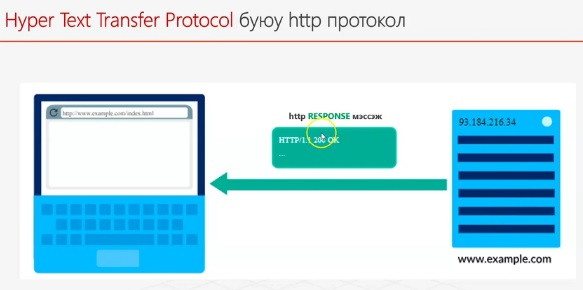 Hyper Text Transfer Protocol буюу http протокол
http://www.example.com/index.html
http RESPONSE мэссэж
HTTP/1.1 200 OK
...
93.184.216.34
www.example.com